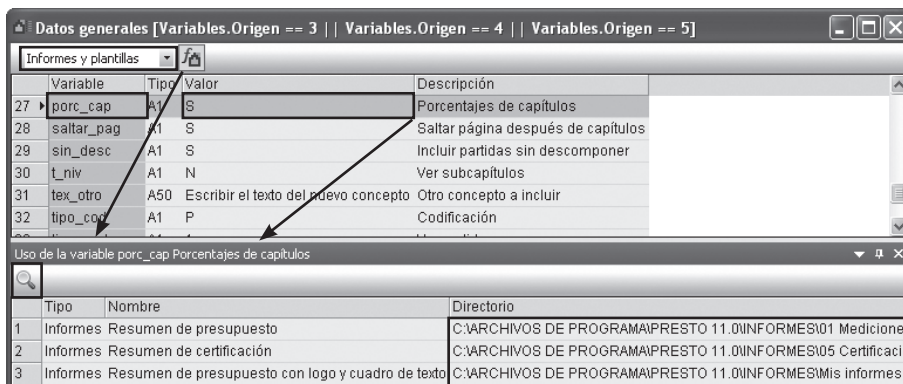 Datos generales [Variables.Origen == 3 || Variables.Origen == 4 || Variables.Origen == 5]
Informes y plantillas
Variable Tipo Valor Descripción
27 porc_cap A1 S Porcentajes de capítulos
28 saltar_pag A1 S Saltar página después de capítulos
29 sin_desc A1 S Incluir partidas sin descomponer
30 t_niv A1 N Ver subcapítulos
31 tex_otro A50 Escribir el texto del nuevo concepto Otro concepto a incluir
32 tipo_cod A1 P Codificación
Uso de la variable porc_cap Porcentajes de capítulos
Tipo Nombre Directorio
1 Informes Resumen de presupuesto C:\ARCHIVOS DE PROGRAMA\PRESTO 11.0\INFORMES\01 Medicione
2 Informes Resumen de certificación C:\ARCHIVOS DE PROGRAMA\PRESTO 11.0\INFORMES\05 Certificaci
3 Informes Resumen de presupuesto con logo y cuadro de texto C:\ARCHIVOS DE PROGRAMA\PRESTO 11.0\INFORMES\Mis informes